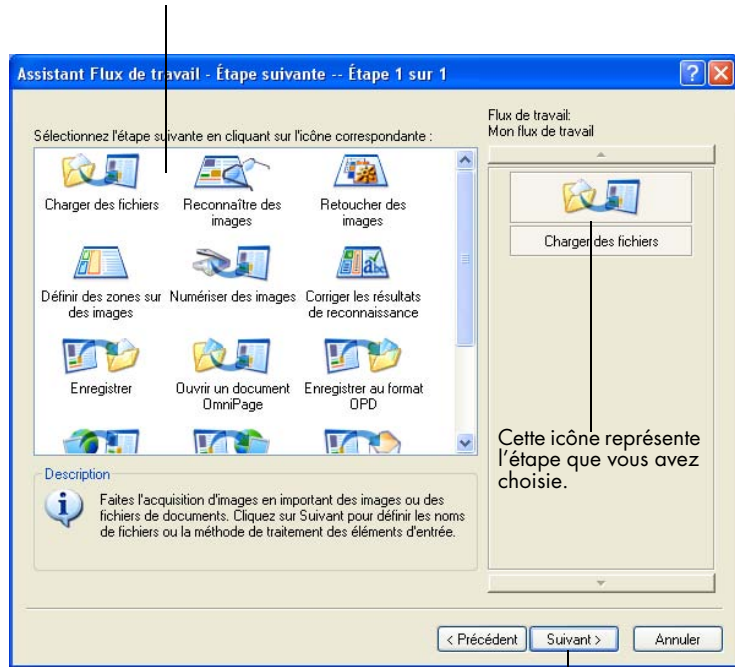 Assistant Flux de travail - Étape suivante -- Étape 1 sur 1
Sélectionnez l'étape suivante en cliquant sur l'icône correspondante :
Charger des fichiers
Reconnaître des
images
Retoucher des
images
Définir des zones sur
des images
Numériser des images
Corriger les résultats
de reconnaissance
Enregistrer
Ouvrir un document
OmniPage
Enregistrer au format
OPD
Description
Faites l'acquisition d'images en important des images ou des
fichiers de documents. Cliquez sur Suivant pour définir les noms
de fichiers ou la méthode de traitement des éléments d'entrée.
Flux de travail:
Mon flux de travail
Charger des fichiers
Cette icône représente
l'étape que vous avez
choisie.
< Précédent
Suivant >
Annuler